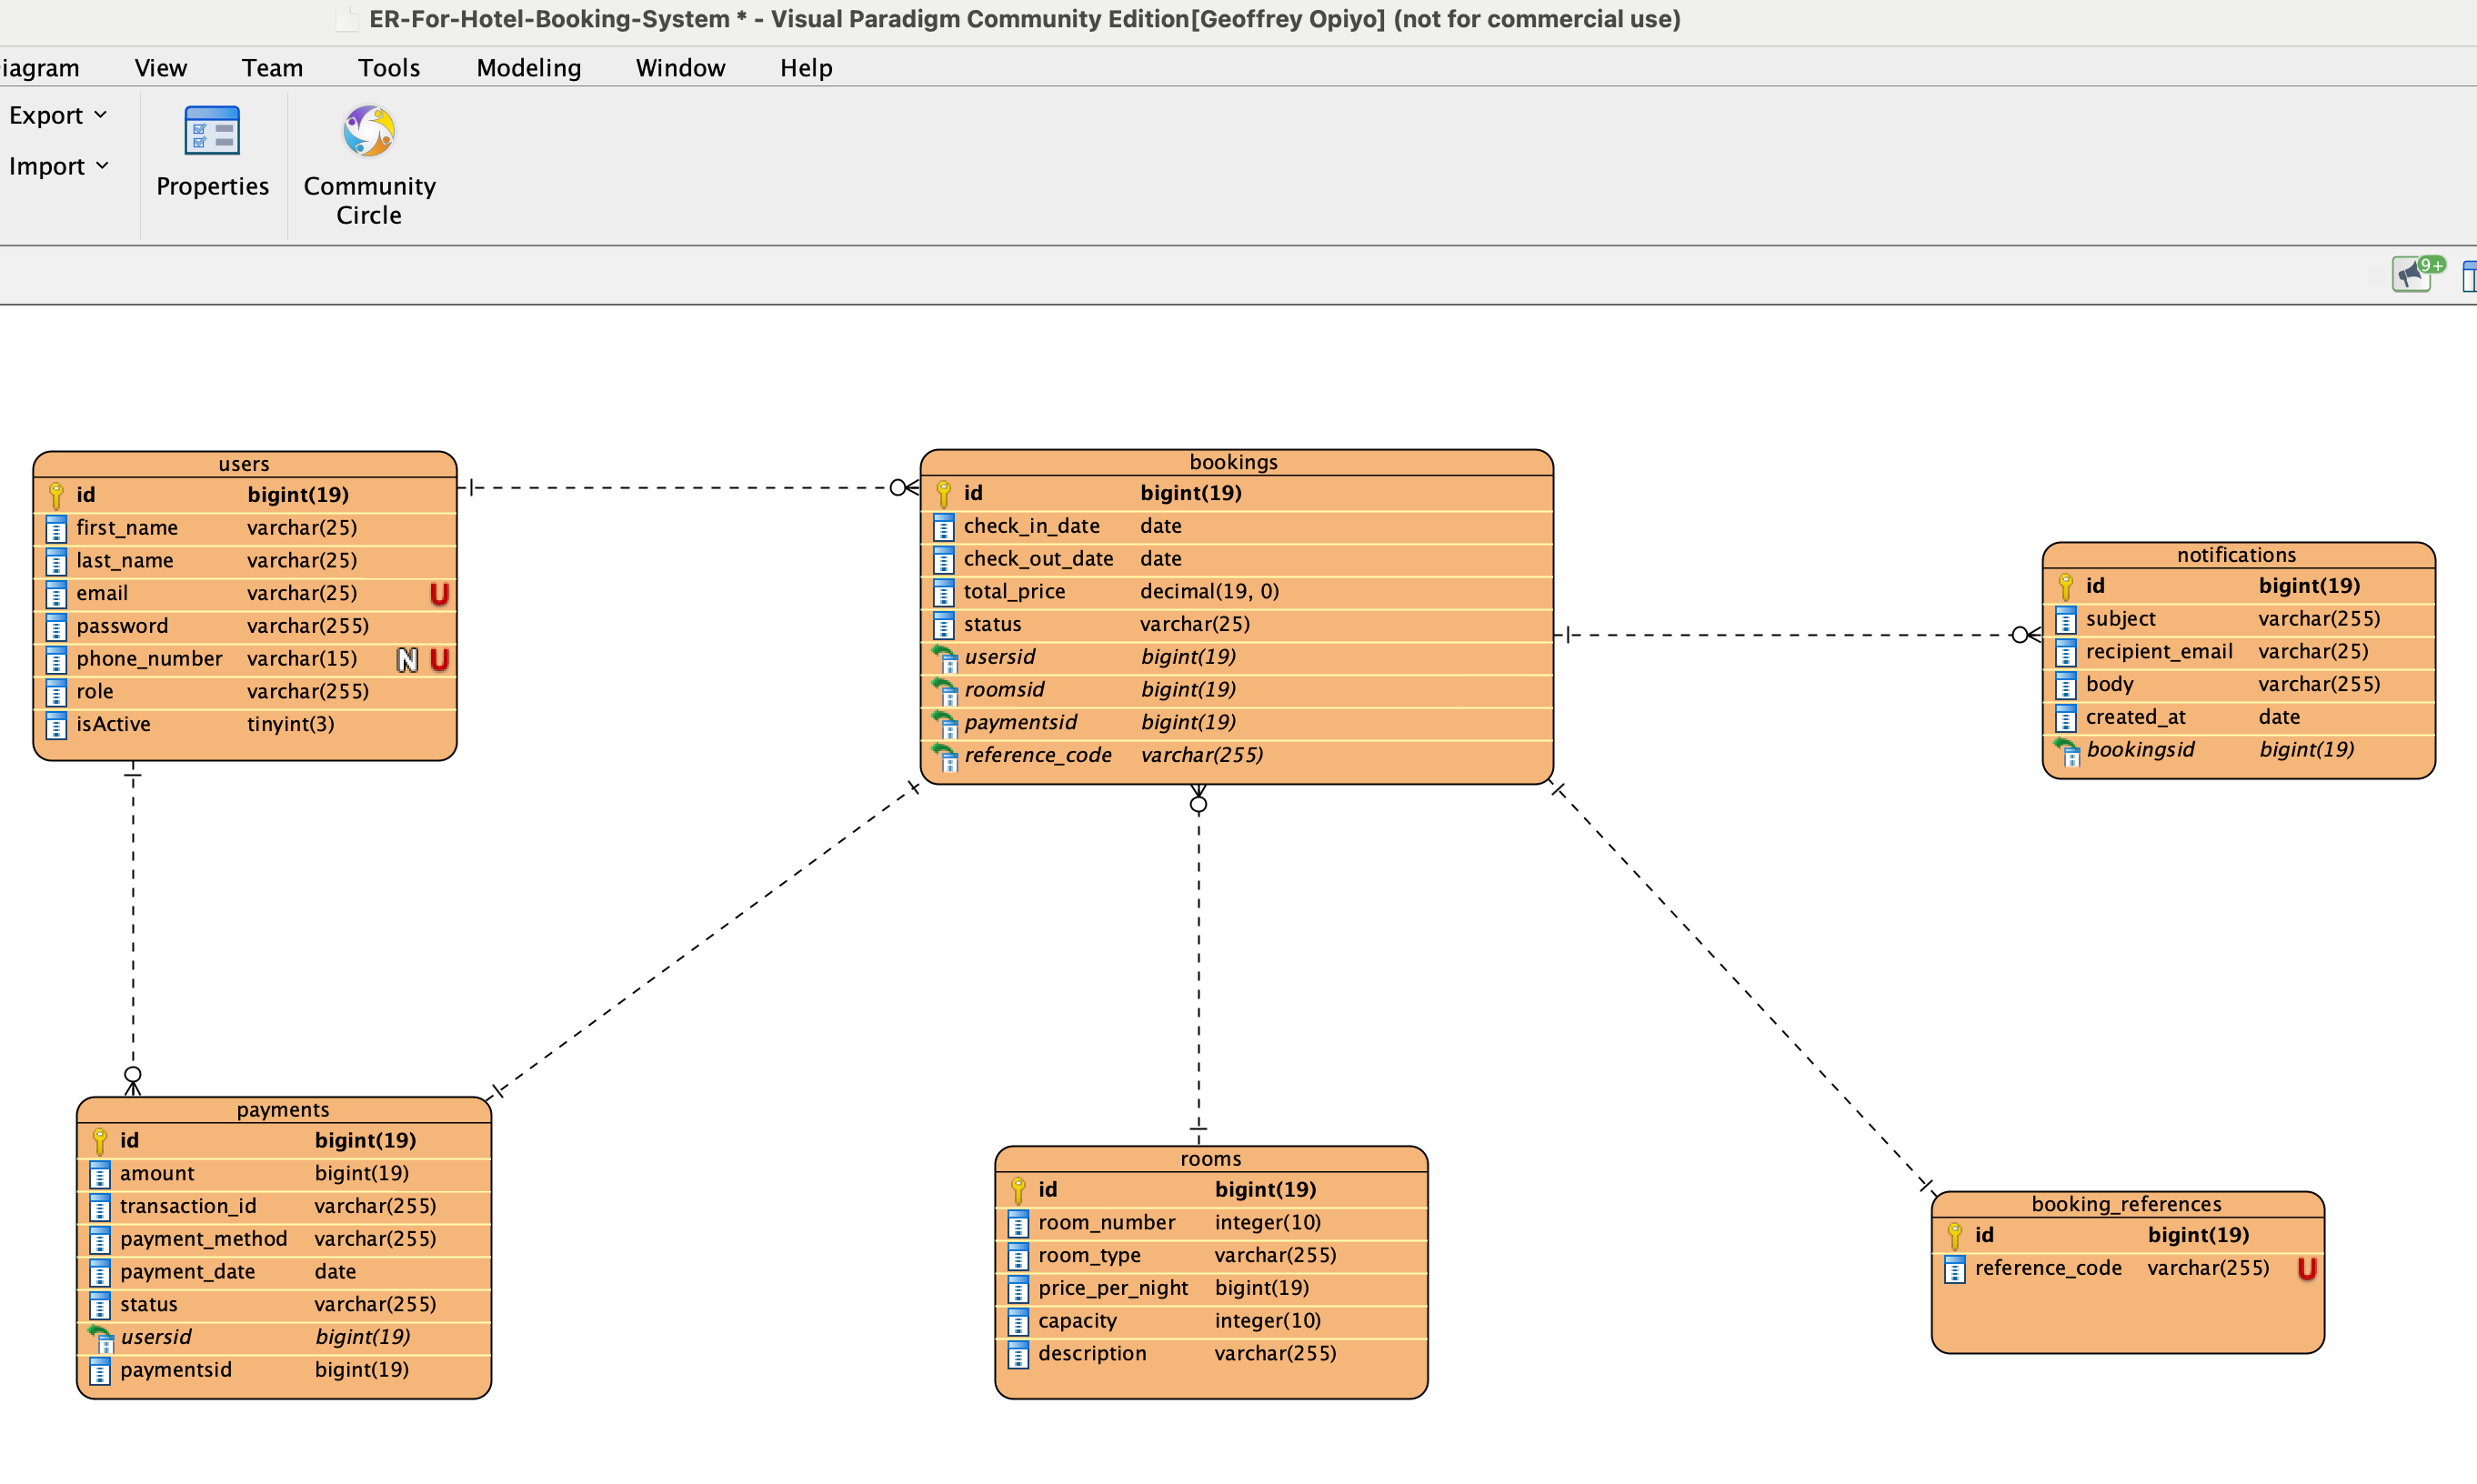 ER-For-Hotel-Booking-System * - Visual Paradigm Community Edition[Geoffrey Opiyo] (not for commercial use)
iagram View Team Tools Modeling Window Help
Export
Import
Properties
Community
Circle
9+
users
id bigint(19)
first_name varchar(25)
last_name varchar(25)
email varchar(25) U
password varchar(255)
phone_number varchar(15) N U
role varchar(255)
isActive tinyint(3)
bookings
id bigint(19)
check_in_date date
check_out_date date
total_price decimal(19, 0)
status varchar(25)
usersid bigint(19)
roomsid bigint(19)
paymentsid bigint(19)
reference_code varchar(255)
notifications
id bigint(19)
subject varchar(255)
recipient_email varchar(25)
body varchar(255)
created_at date
bookingsid bigint(19)
payments
id bigint(19)
amount bigint(19)
transaction_id varchar(255)
payment_method varchar(255)
payment_date date
status varchar(255)
usersid bigint(19)
paymentsid bigint(19)
rooms
id bigint(19)
room_number integer(10)
room_type varchar(255)
price_per_night bigint(19)
capacity integer(10)
description varchar(255)
booking_references
id bigint(19)
reference_code varchar(255) U